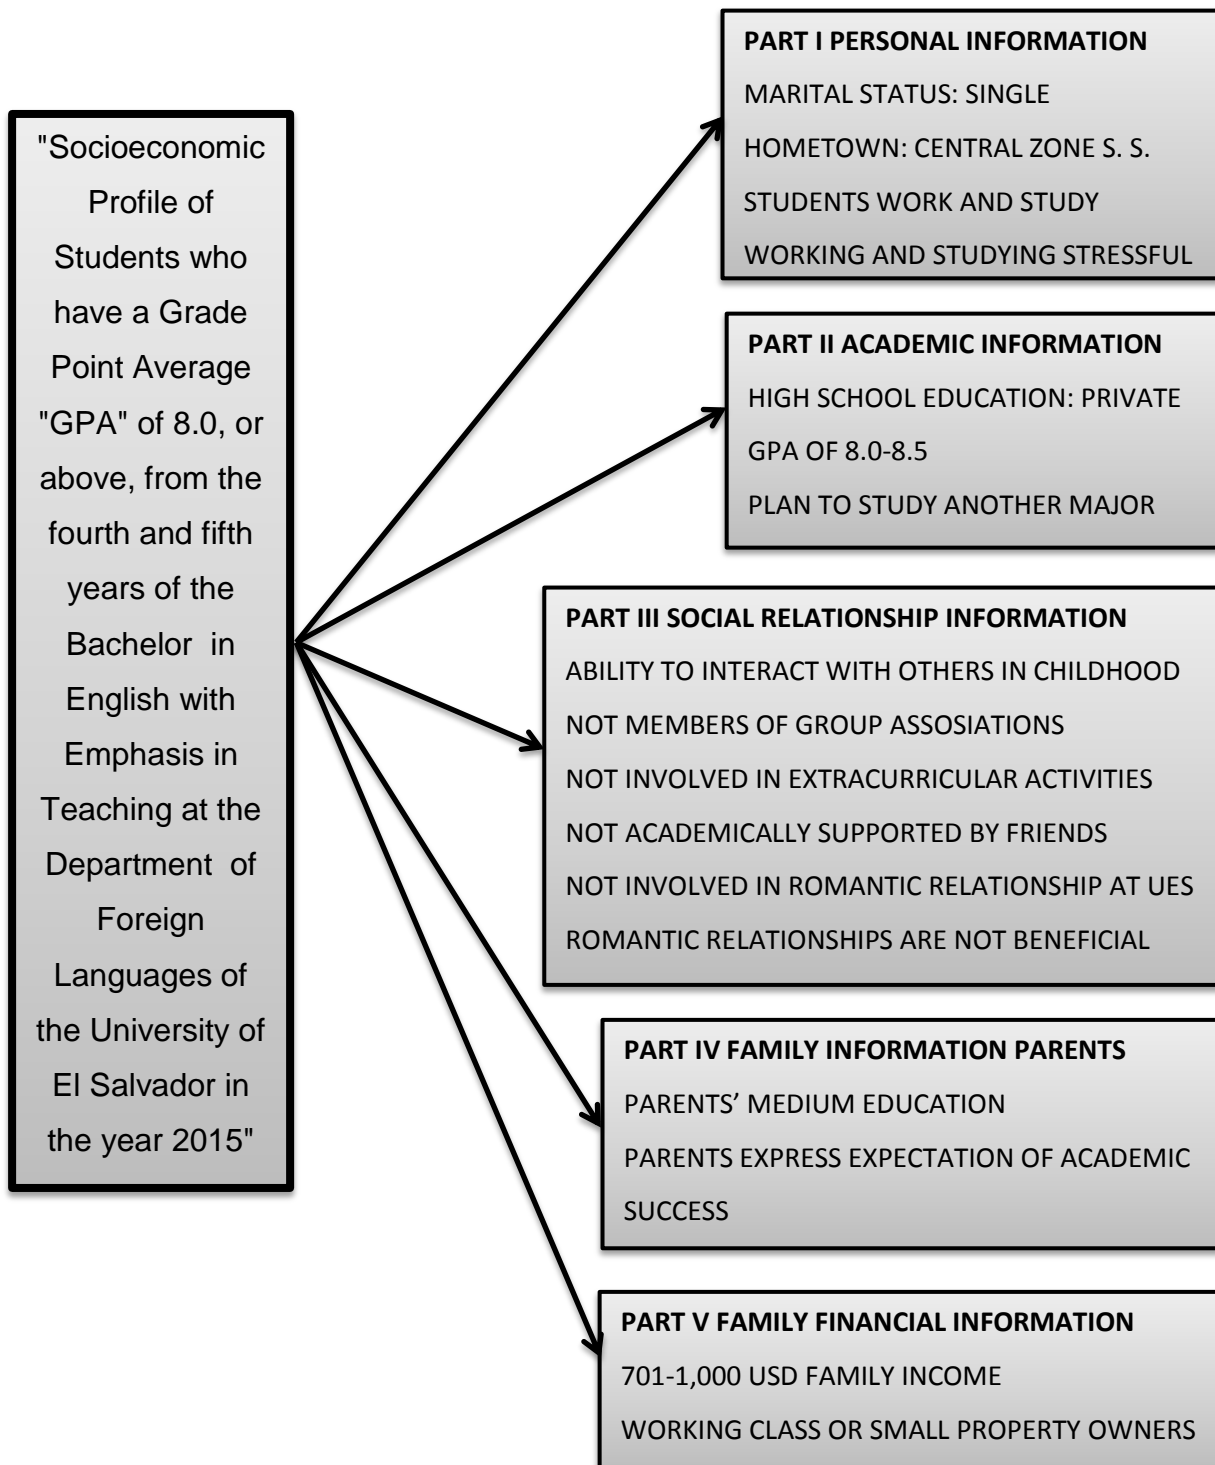 "Socioeconomic
Profile of
Students who
have a Grade
Point Average
"GPA" of 8.0, or
above, from the
fourth and fifth
years of the
Bachelor in
English with
Emphasis in
Teaching at the
Department of
Foreign
Languages of
the University of
El Salvador in
the year 2015"
PART I PERSONAL INFORMATION
MARITAL STATUS: SINGLE
HOMETOWN: CENTRAL ZONE S. S.
STUDENTS WORK AND STUDY
WORKING AND STUDYING STRESSFUL
PART II ACADEMIC INFORMATION
HIGH SCHOOL EDUCATION: PRIVATE
GPA OF 8.0-8.5
PLAN TO STUDY ANOTHER MAJOR
PART III SOCIAL RELATIONSHIP INFORMATION
ABILITY TO INTERACT WITH OTHERS IN CHILDHOOD
NOT MEMBERS OF GROUP ASSOSIATIONS
NOT INVOLVED IN EXTRACURRICULAR ACTIVITIES
NOT ACADEMICALLY SUPPORTED BY FRIENDS
NOT INVOLVED IN ROMANTIC RELATIONSHIP AT UES
ROMANTIC RELATIONSHIPS ARE NOT BENEFICIAL
PART IV FAMILY INFORMATION PARENTS
PARENTS’ MEDIUM EDUCATION
PARENTS EXPRESS EXPECTATION OF ACADEMIC
SUCCESS
PART V FAMILY FINANCIAL INFORMATION
701-1,000 USD FAMILY INCOME
WORKING CLASS OR SMALL PROPERTY OWNERS